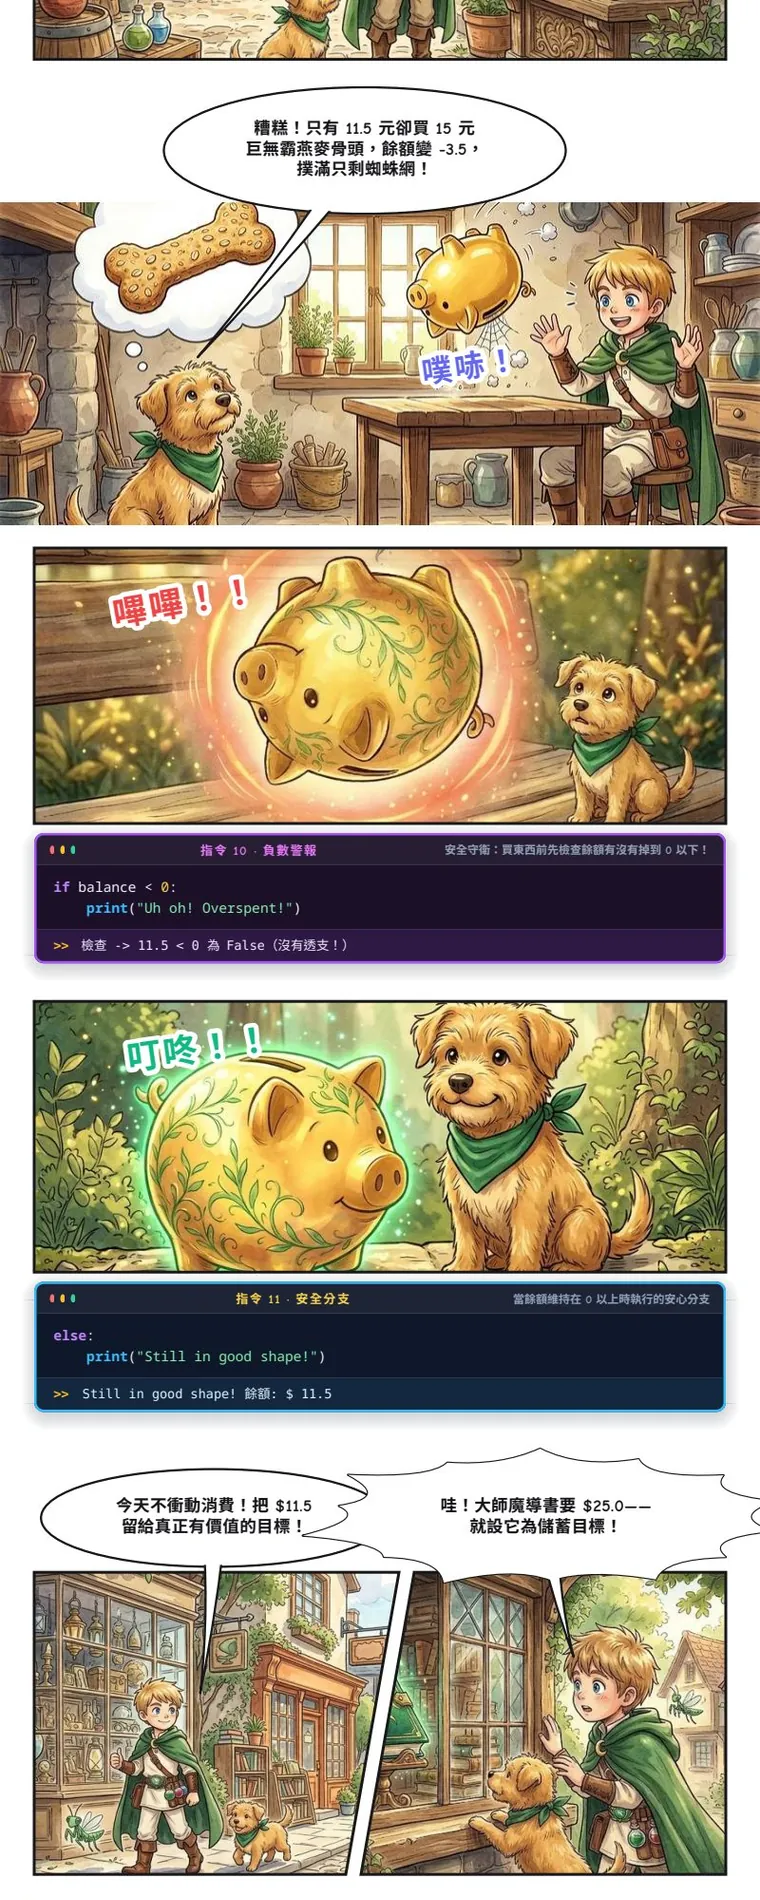 糟糕！只有 11.5 元卻買 15 元
巨無霸燕麥骨頭，餘額變 -3.5，
撲滿只剩蜘蛛網！
噗哧！
嗶嗶！！
指令 10 · 負數警報
安全守衛：買東西前先檢查餘額有沒有掉到 0 以下！
if balance < 0:
    print("Uh oh! Overspent!")
>> 檢查 -> 11.5 < 0 為 False（沒有透支！）
叮咚！！
指令 11 · 安全分支
當餘額維持在 0 以上時執行的安心分支
else:
    print("Still in good shape!")
>> Still in good shape! 餘額: $ 11.5
今天不衝動消費！把 $11.5
留給真正有價值的目標！
哇！大師魔導書要 $25.0——
就設它為儲蓄目標！